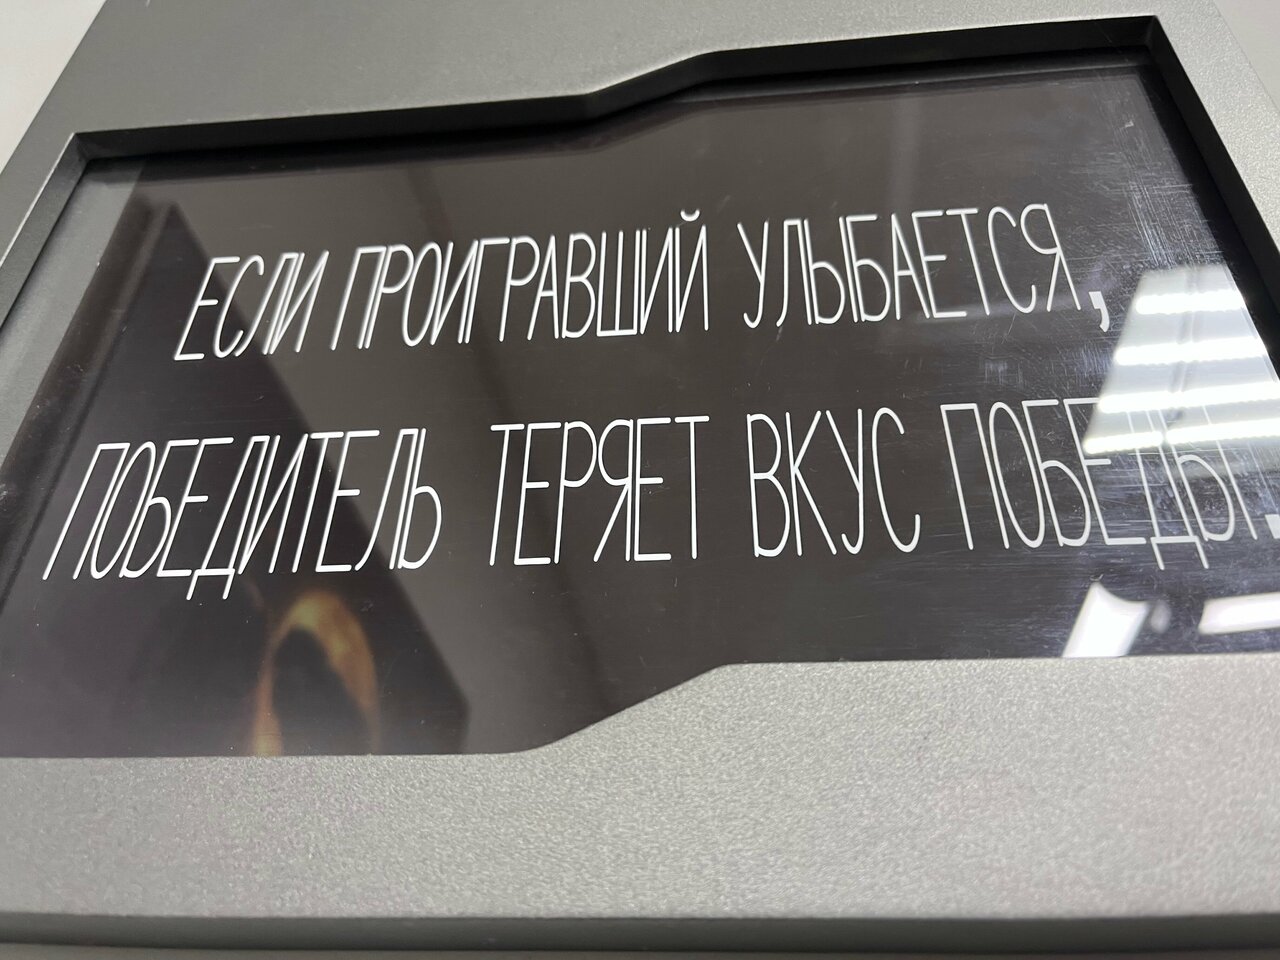 ЕСЛИ ПРОИГРАВШИЙ УЛЫБАЕТСЯ,
ПОБЕДИТЕЛЬ ТЕРЯЕТ ВКУС ПОБЕДЫ.